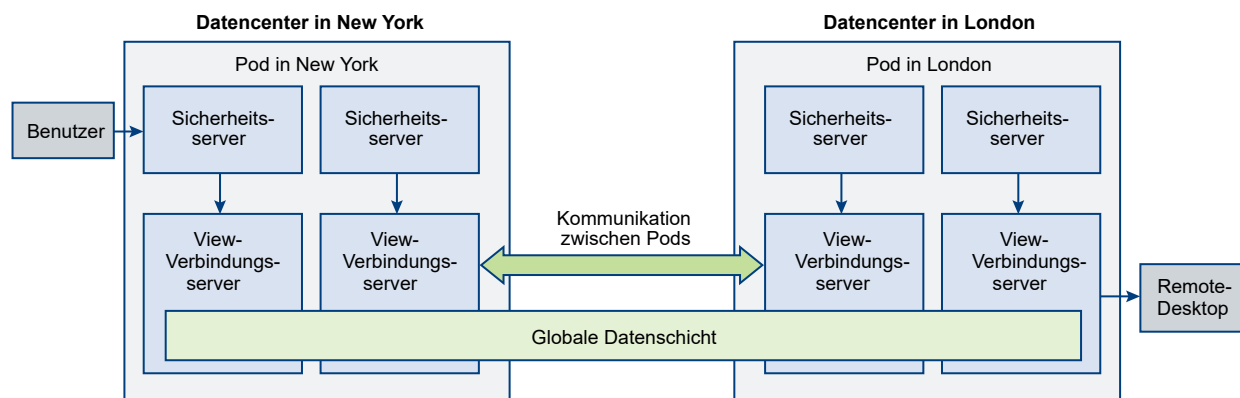 Datencenter in New York
Datencenter in London
Pod in New York
Pod in London
Benutzer
Sicherheits-
server
Sicherheits-
server
Sicherheits-
server
Sicherheits-
server
View-
Verbindungs-
server
View-
Verbindungs-
server
Kommunikation
zwischen Pods
View-
Verbindungs-
server
View-
Verbindungs-
server
Remote-
Desktop
Globale Datenschicht